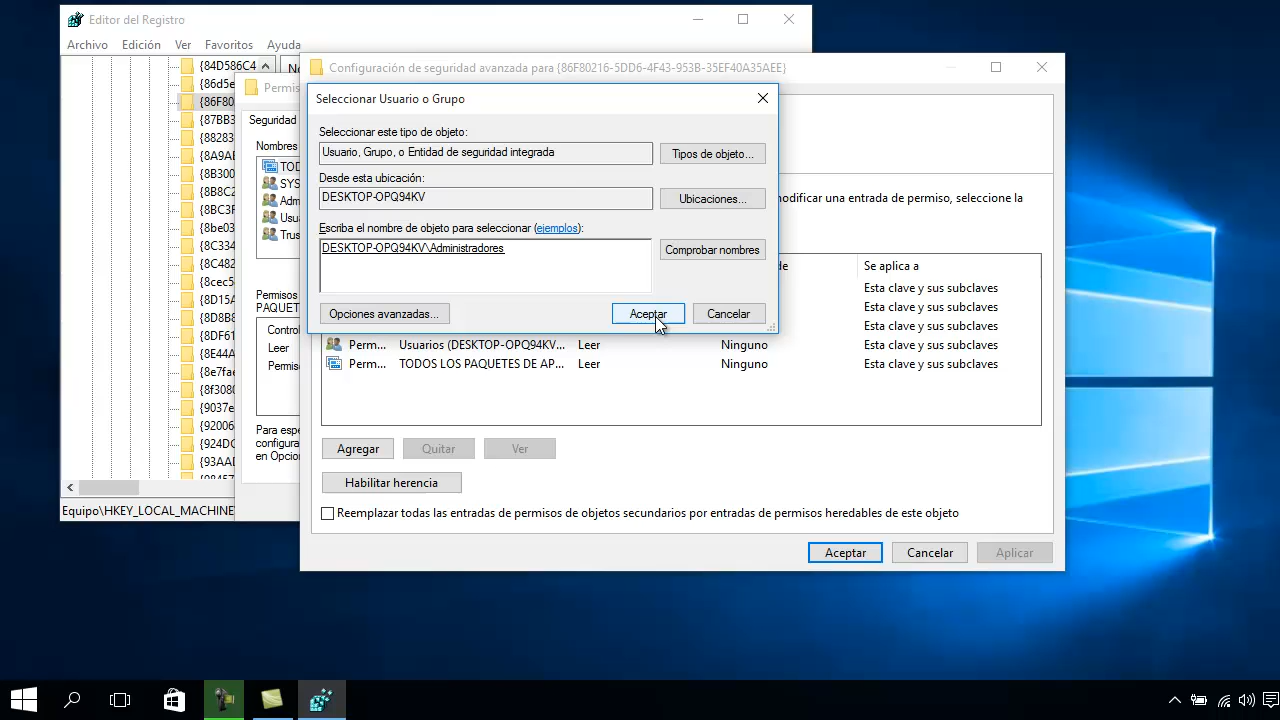 Editor del Registro
Archivo Edición Ver Favoritos Ayuda
{84D586C4
{86d5e
{86F80
{87BB3
{88283
{8A9AE
{8B300
{8B8C2
{8BC3F
{8be03
{8C334
{8C482
{8cec5
{8D15A
{8D8B8
{8DF61
{8E44A
{8e7fae
{8f3080
{9037e
{92006
{924DC
{93AAD
Equipo\HKEY_LOCAL_MACHINE
No
Permis
Seguridad
Nombres
TOD
SYS
Adm
Usu
Trus
Permisos
PAQUET
Control
Leer
Permiso
Para espe
configura
en Opcio
Configuración de seguridad avanzada para {86F80216-5DD6-4F43-953B-35EF40A35AEE}
Seleccionar Usuario o Grupo
Seleccionar este tipo de objeto:
Usuario, Grupo, o Entidad de seguridad integrada
Tipos de objeto...
Desde esta ubicación:
DESKTOP-OPQ94KV
Ubicaciones...
Escriba el nombre de objeto para seleccionar (ejemplos):
DESKTOP-OPQ94KV\Administradores
Comprobar nombres
Opciones avanzadas...
Aceptar
Cancelar
modificar una entrada de permiso, seleccione la
de
Se aplica a
Esta clave y sus subclaves
Esta clave y sus subclaves
Esta clave y sus subclaves
Perm... Usuarios (DESKTOP-OPQ94KV... Leer Ninguno Esta clave y sus subclaves
Perm... TODOS LOS PAQUETES DE AP... Leer Ninguno Esta clave y sus subclaves
Agregar Quitar Ver
Habilitar herencia
Reemplazar todas las entradas de permisos de objetos secundarios por entradas de permisos heredables de este objeto
Aceptar Cancelar Aplicar